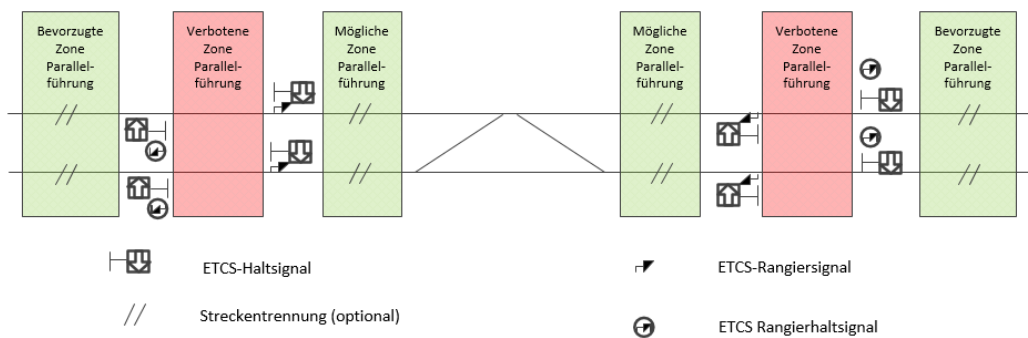 Bevorzugte
Zone
Parallel-
führung
Verbotene
Zone
Parallel-
führung
Mögliche
Zone
Parallel-
führung
Mögliche
Zone
Parallel-
führung
Verbotene
Zone
Parallel-
führung
Bevorzugte
Zone
Parallel-
führung
ETCS-Haltsignal
ETCS-Rangiersignal
Streckentrennung (optional)
ETCS Rangierhaltsignal